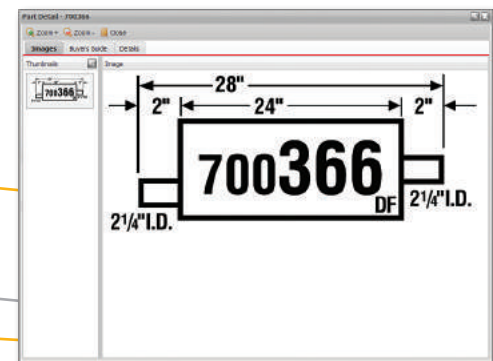 Part Detail - 700366
Zoom + Zoom - Close
Images Buyers Guide Details
Thumbnails Image
700366
28"
2" 24" 2"
700366
DF
2¼"I.D. 2¼"I.D.